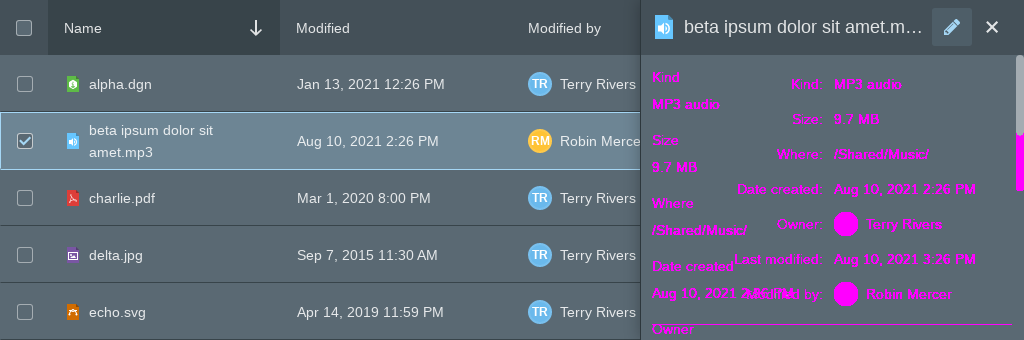 Name
Modified
Modified by
beta ipsum dolor sit amet.m…
alpha.dgn
Jan 13, 2021 12:26 PM
TR
Terry Rivers
beta ipsum dolor sit
amet.mp3
Aug 10, 2021 2:26 PM
RM
Robin Merce
charlie.pdf
Mar 1, 2020 8:00 PM
TR
Terry Rivers
delta.jpg
Sep 7, 2015 11:30 AM
TR
Terry Rivers
echo.svg
Apr 14, 2019 11:59 PM
TR
Terry Rivers
Kind
MP3 audio
Size
9.7 MB
Where
/Shared/Music/
Date created
Aug 10, 2021 2:26 PM
Owner
Kind:
MP3 audio
Size:
9.7 MB
Where:
/Shared/Music/
Date created:
Aug 10, 2021 2:26 PM
Owner:
Terry Rivers
Last modified:
Aug 10, 2021 3:26 PM
Modified by:
Robin Mercer